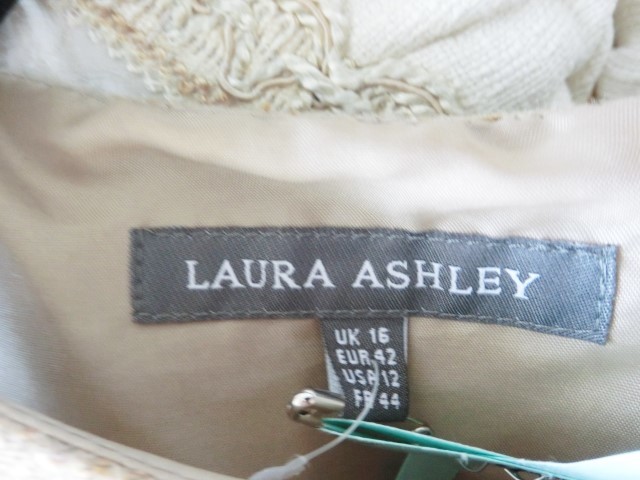 LAURA ASHLEY
UK 16
EUR 42
USA 12
FR 44